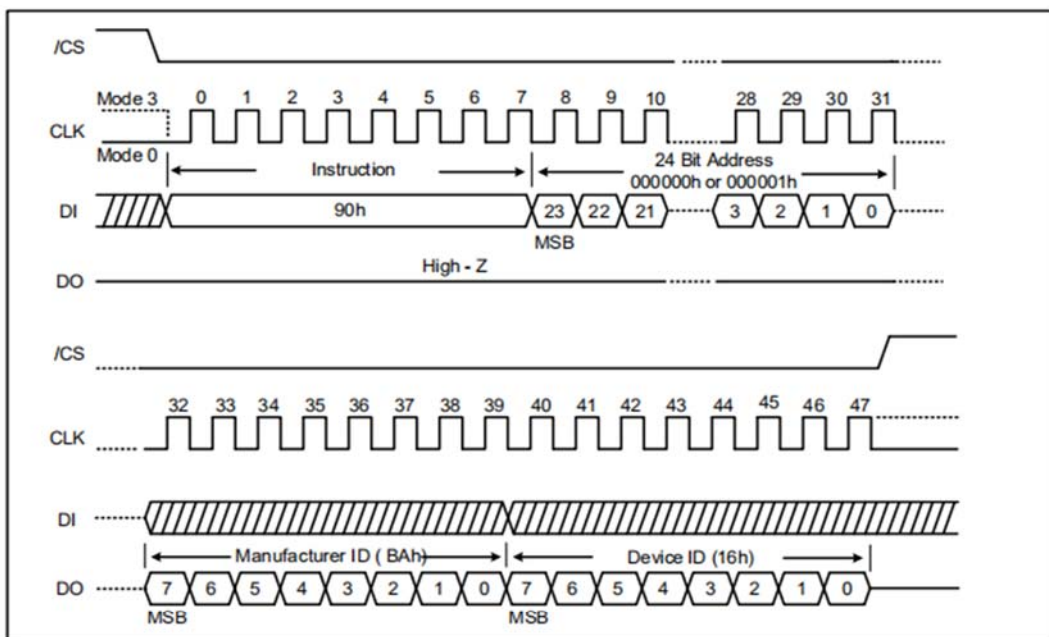 /CS
Mode 3 0 1 2 3 4 5 6 7 8 9 10 28 29 30 31
CLK
Mode 0 Instruction 24 Bit Address
000000h or 000001h
DI 90h 23 22 21 3 2 1 0
MSB
High - Z
DO
/CS
32 33 34 35 36 37 38 39 40 41 42 43 44 45 46 47
CLK
DI
Manufacturer ID ( BAh) Device ID (16h)
DO 7 6 5 4 3 2 1 0 7 6 5 4 3 2 1 0
MSB MSB